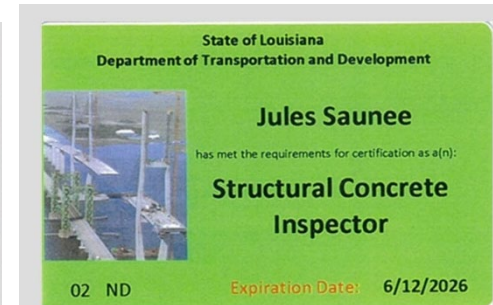 State of Louisiana
Department of Transportation and Development
Jules Saunee
has met the requirements for certification as a(n):
Structural Concrete
Inspector
02 ND
Expiration Date: 6/12/2026